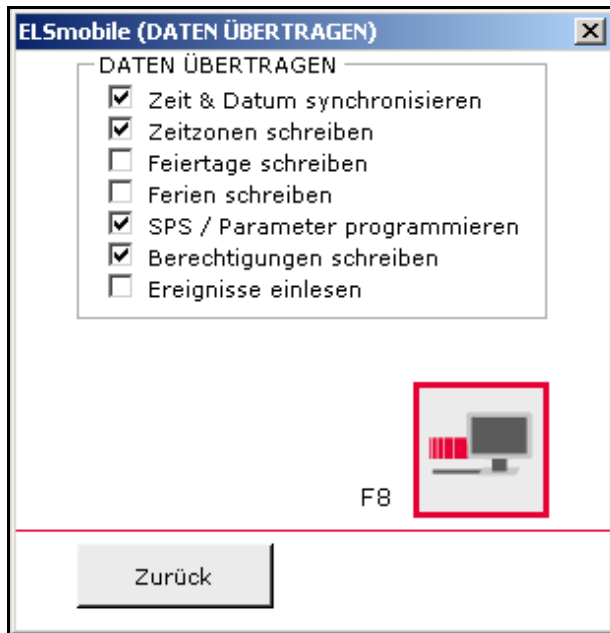 ELSmobile (DATEN ÜBERTRAGEN)
DATEN ÜBERTRAGEN
Zeit & Datum synchronisieren
Zeitzonen schreiben
Feiertage schreiben
Ferien schreiben
SPS / Parameter programmieren
Berechtigungen schreiben
Ereignisse einlesen
F8
Zurück